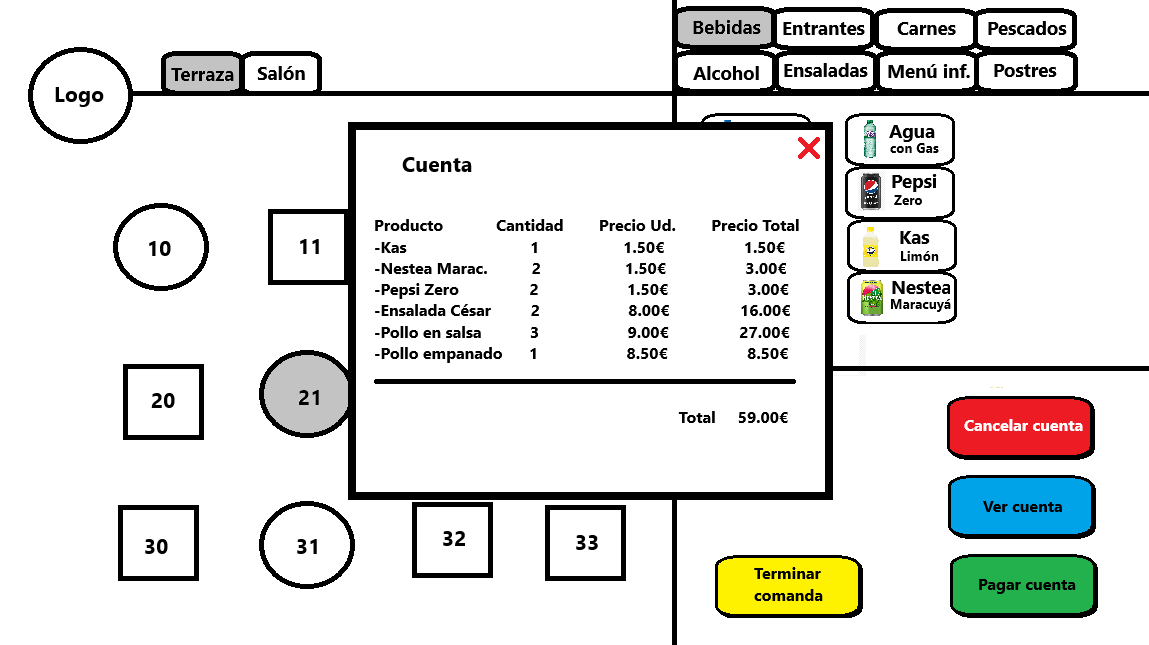 Logo
Terraza Salón
Bebidas Entrantes Carnes Pescados
Alcohol Ensaladas Menú inf. Postres
Agua
con Gas
Pepsi
Zero
Kas
Limón
Nestea
Maracuyá
10 11
20 21
30 31 32 33
Cuenta
Producto Cantidad Precio Ud. Precio Total
-Kas 1 1.50€ 1.50€
-Nestea Marac. 2 1.50€ 3.00€
-Pepsi Zero 2 1.50€ 3.00€
-Ensalada César 2 8.00€ 16.00€
-Pollo en salsa 3 9.00€ 27.00€
-Pollo empanado 1 8.50€ 8.50€
Total 59.00€
Cancelar cuenta
Ver cuenta
Terminar
comanda
Pagar cuenta